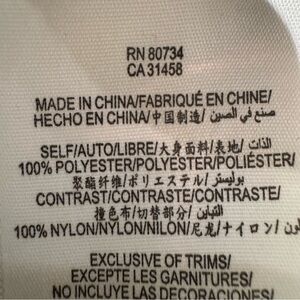 RN 80734
CA 31458
MADE IN CHINA/FABRIQUÉ EN CHINE/
HECHO EN CHINA/中国制造/ صنع في الصين/
SELF/AUTO/LIBRE/大身面料/表地/ الذات/
100% POLYESTER/POLYESTER/POLIÉSTER/
聚酯纤维/ポリエステル/ بوليستر/
CONTRAST/CONTRASTE/CONTRASTE/
撞色布/切替部分/ التباين/
100% NYLON/NYLON/NILON/尼龙/ナイロン/
EXCLUSIVE OF TRIMS/
EXCEPTE LES GARNITURES/
NO INCLUYE LAS DECORACIONES/